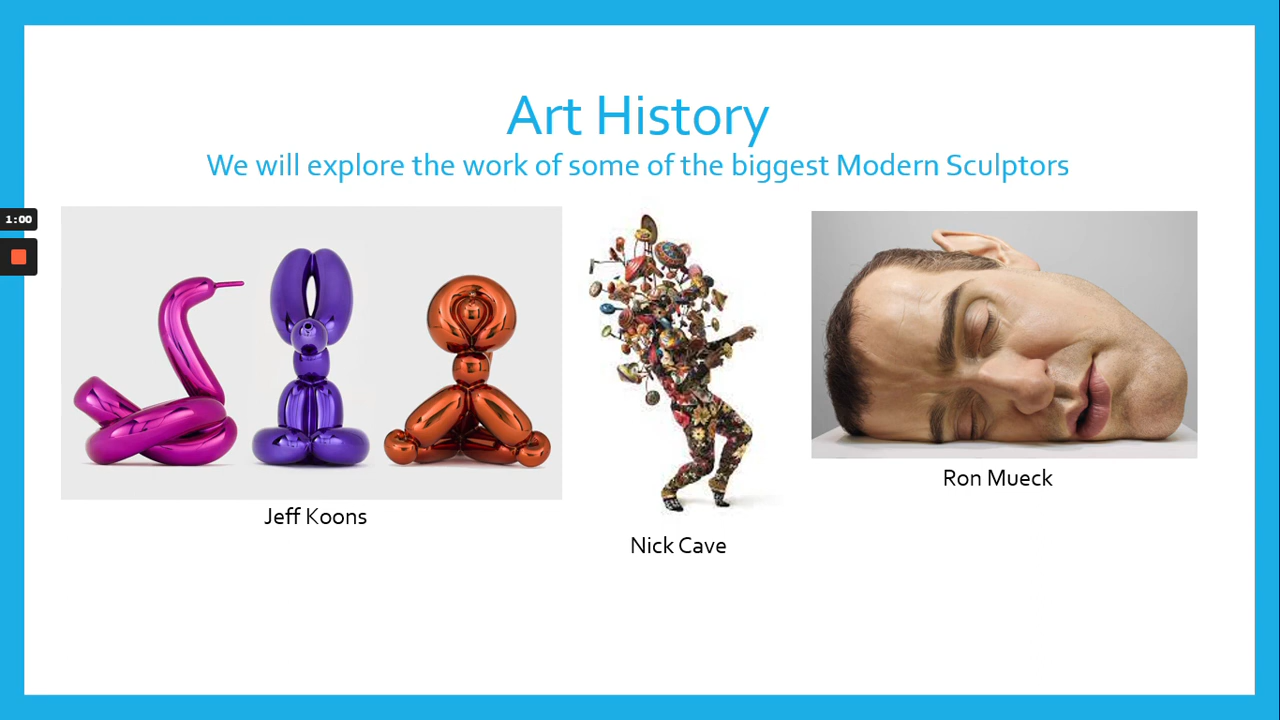 Art History
We will explore the work of some of the biggest Modern Sculptors
1:00
Jeff Koons
Nick Cave
Ron Mueck